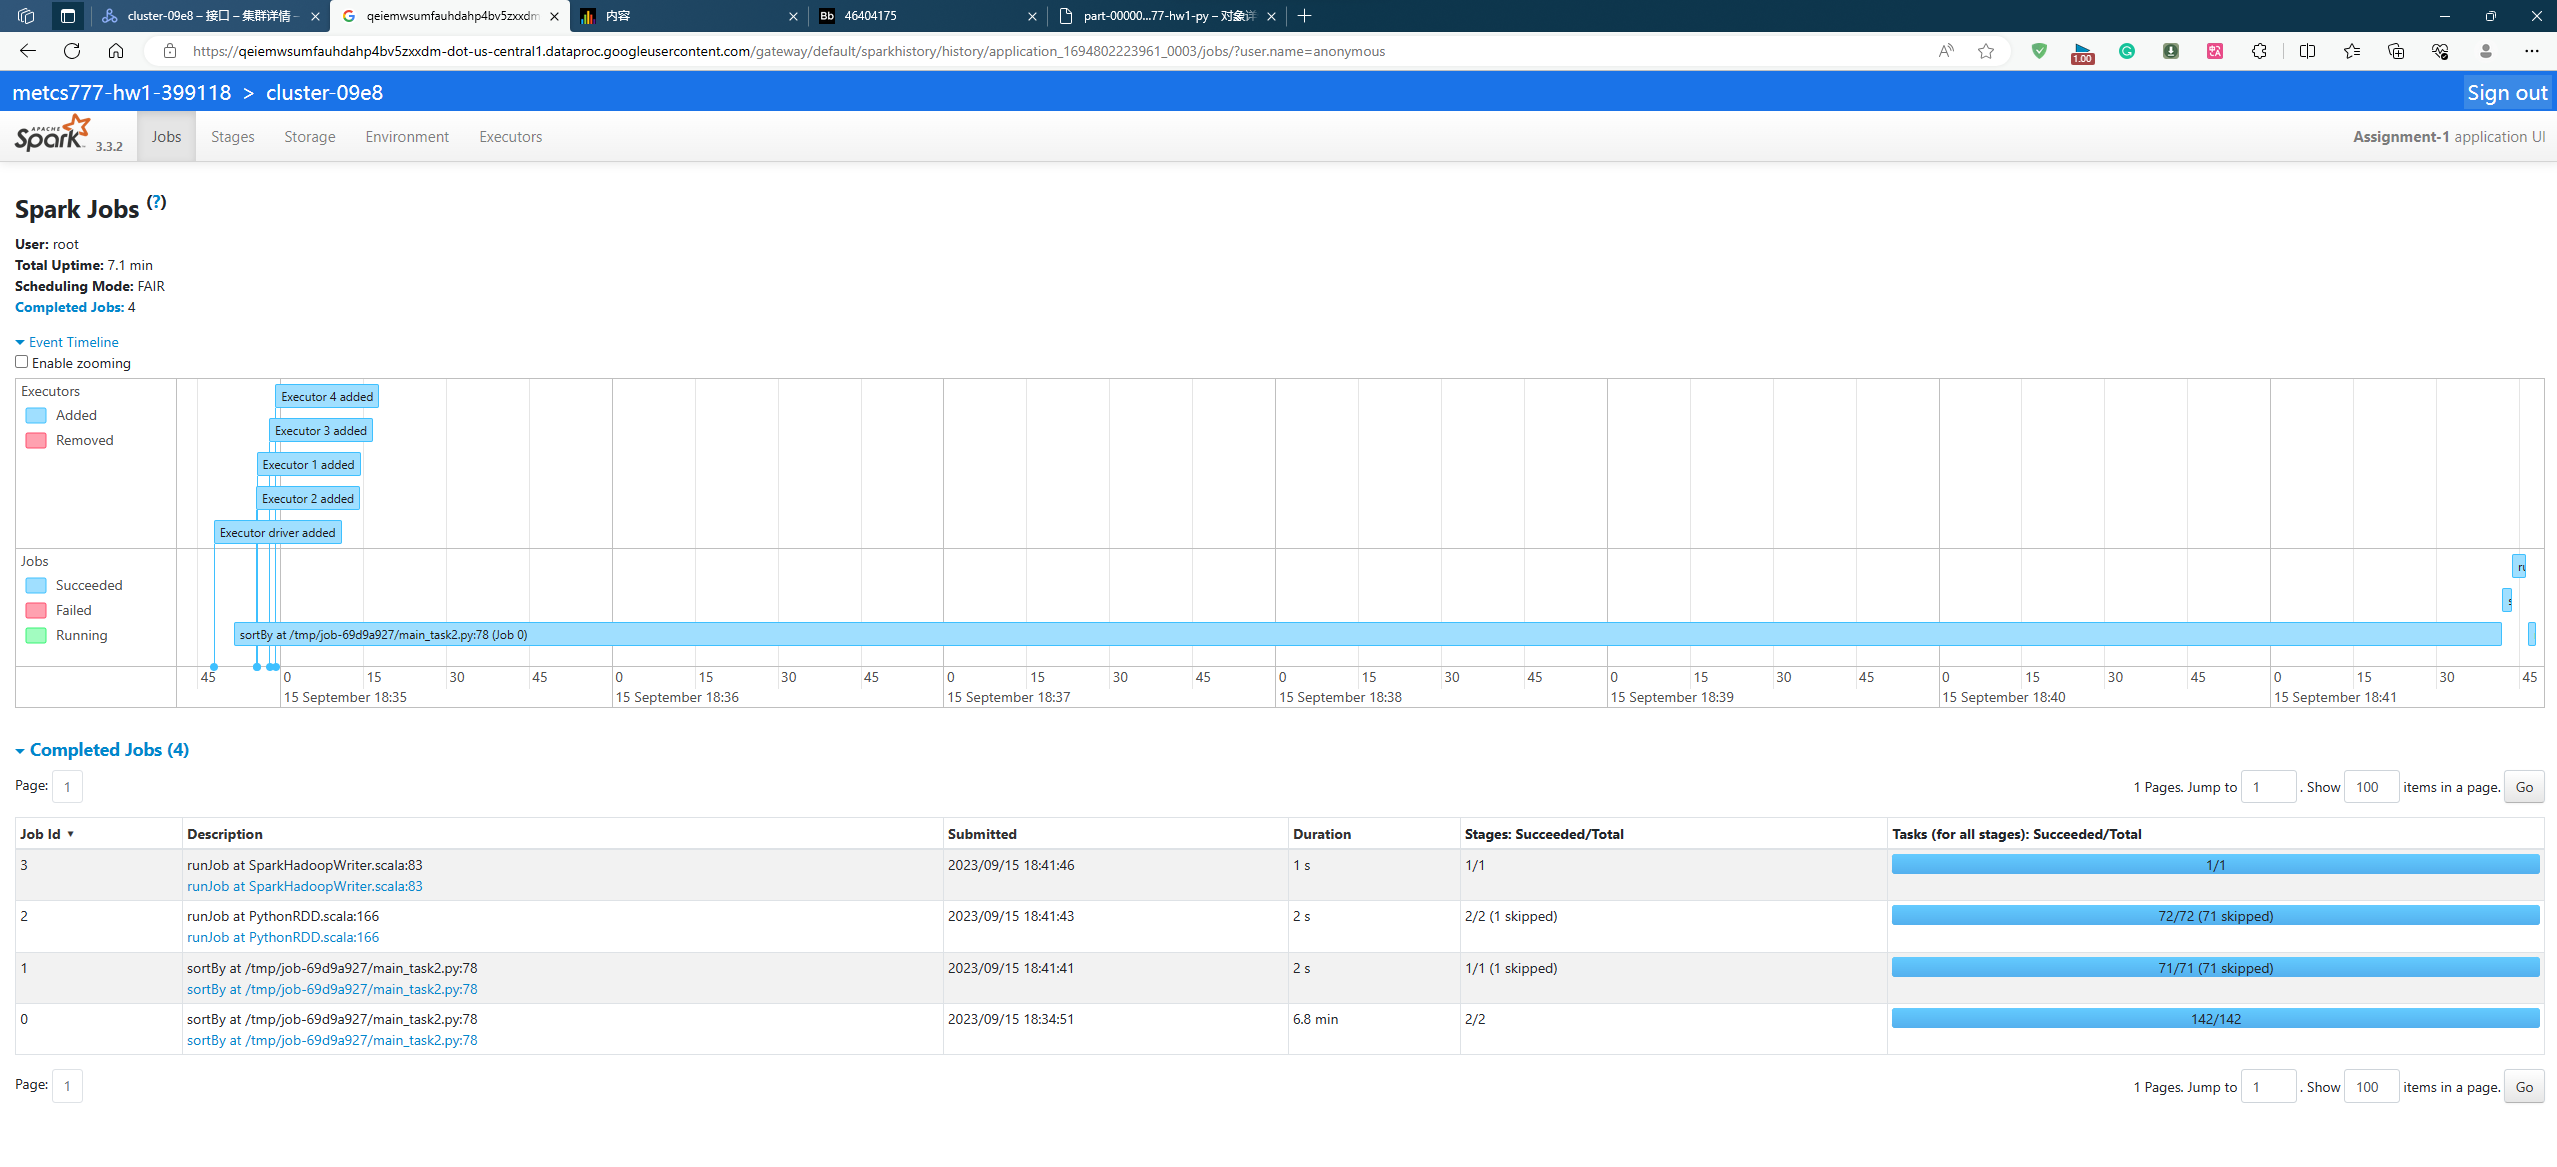 cluster-09e8 – 接口 – 集群详情 –
qeiemwsumfauhdahp4bv5zxxdm
内容
Bb 46404175
part-00000...77-hw1-py – 对象详
https://qeiemwsumfauhdahp4bv5zxxdm-dot-us-central1.dataproc.googleusercontent.com/gateway/default/sparkhistory/history/application_1694802223961_0003/jobs/?user.name=anonymous
1.00
metcs777-hw1-399118 > cluster-09e8
Sign out
APACHE Spark 3.3.2
Jobs
Stages
Storage
Environment
Executors
Assignment-1 application UI
Spark Jobs (?)
User: root
Total Uptime: 7.1 min
Scheduling Mode: FAIR
Completed Jobs: 4
Event Timeline
Enable zooming
Executors
Added
Removed
Executor 4 added
Executor 3 added
Executor 1 added
Executor 2 added
Executor driver added
Jobs
Succeeded
Failed
Running
ru
s
sortBy at /tmp/job-69d9a927/main_task2.py:78 (Job 0)
45 0 15 30 45 0 15 30 45 0 15 30 45 0 15 30 45 0 15 30 45 0 15 30 45 0 15 30 45
15 September 18:35 15 September 18:36 15 September 18:37 15 September 18:38 15 September 18:39 15 September 18:40 15 September 18:41
Completed Jobs (4)
Page: 1
1 Pages. Jump to 1 . Show 100 items in a page. Go
Job Id ▾ Description Submitted Duration Stages: Succeeded/Total Tasks (for all stages): Succeeded/Total
3 runJob at SparkHadoopWriter.scala:83 2023/09/15 18:41:46 1 s 1/1 1/1
runJob at SparkHadoopWriter.scala:83
2 runJob at PythonRDD.scala:166 2023/09/15 18:41:43 2 s 2/2 (1 skipped) 72/72 (71 skipped)
runJob at PythonRDD.scala:166
1 sortBy at /tmp/job-69d9a927/main_task2.py:78 2023/09/15 18:41:41 2 s 1/1 (1 skipped) 71/71 (71 skipped)
sortBy at /tmp/job-69d9a927/main_task2.py:78
0 sortBy at /tmp/job-69d9a927/main_task2.py:78 2023/09/15 18:34:51 6.8 min 2/2 142/142
sortBy at /tmp/job-69d9a927/main_task2.py:78
Page: 1
1 Pages. Jump to 1 . Show 100 items in a page. Go